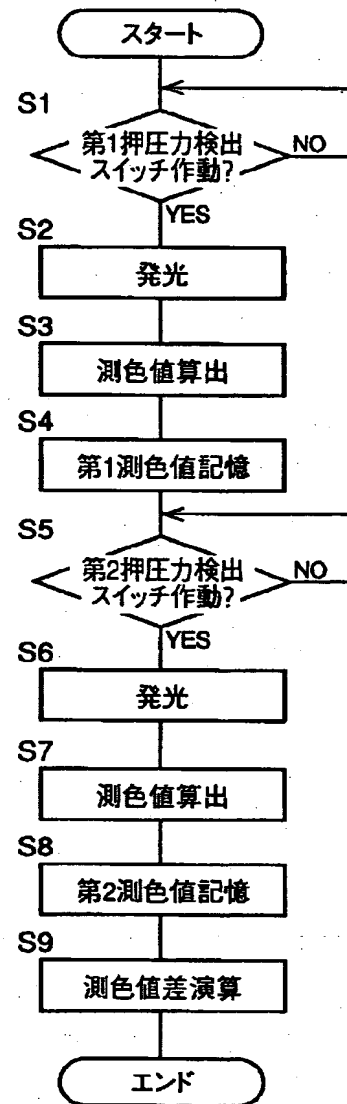 スタート
S1
第1押圧力検出
スイッチ作動?
NO
YES
S2
発光
S3
測色値算出
S4
第1測色値記憶
S5
第2押圧力検出
スイッチ作動?
NO
YES
S6
発光
S7
測色値算出
S8
第2測色値記憶
S9
測色値差演算
エンド